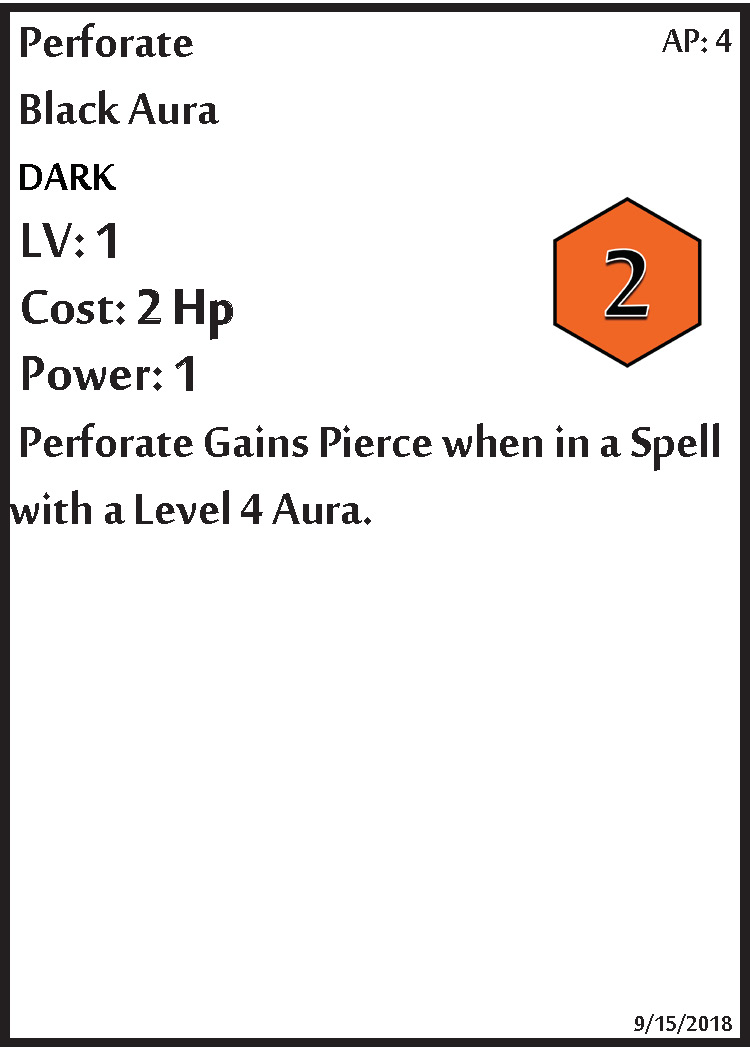 Perforate
AP: 4
Black Aura
DARK
LV: 1
Cost: 2 Hp
2
Power: 1
Perforate Gains Pierce when in a Spell
with a Level 4 Aura.
9/15/2018